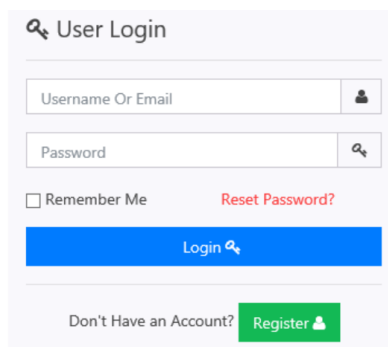 User Login
Username Or Email
Password
Remember Me Reset Password?
Login
Don't Have an Account? Register